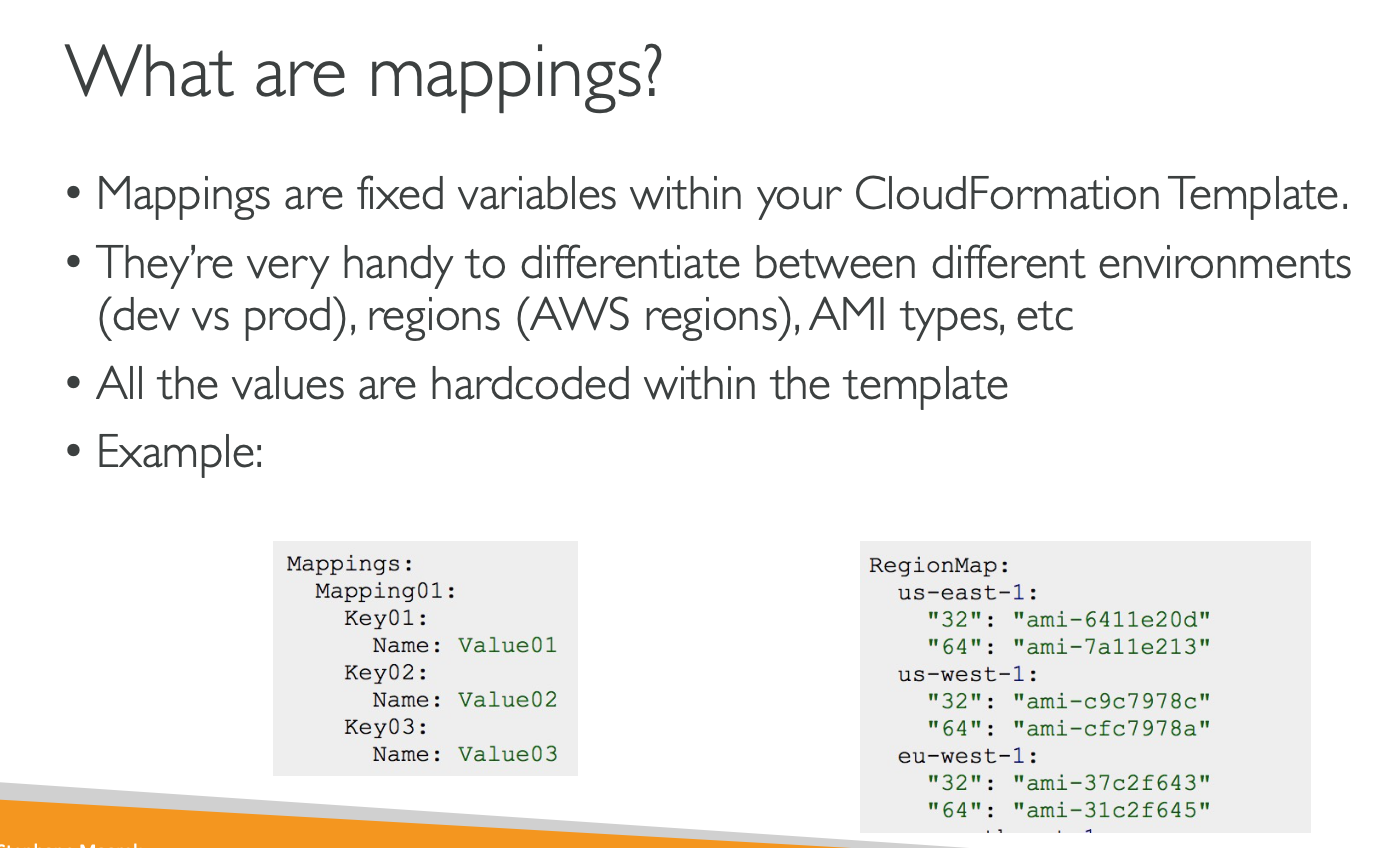 What are mappings?
• Mappings are fixed variables within your CloudFormation Template.
• They’re very handy to differentiate between different environments
(dev vs prod), regions (AWS regions), AMI types, etc
• All the values are hardcoded within the template
• Example:
Mappings:
  Mapping01:
    Key01:
      Name: Value01
    Key02:
      Name: Value02
    Key03:
      Name: Value03
RegionMap:
  us-east-1:
    "32": "ami-6411e20d"
    "64": "ami-7a11e213"
  us-west-1:
    "32": "ami-c9c7978c"
    "64": "ami-cfc7978a"
  eu-west-1:
    "32": "ami-37c2f643"
    "64": "ami-31c2f645"